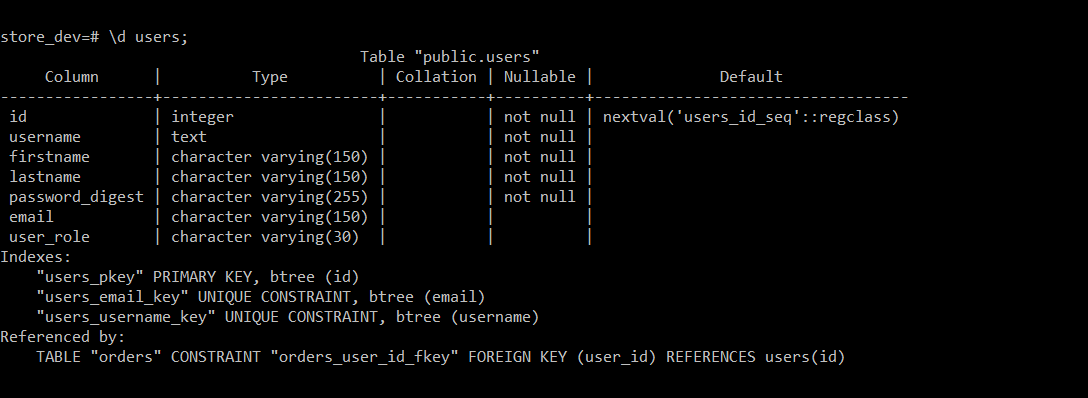 store_dev=# \d users;
                                        Table "public.users"
     Column      |          Type          | Collation | Nullable |              Default
-----------------+------------------------+-----------+----------+-----------------------------------
 id              | integer                |           | not null | nextval('users_id_seq'::regclass)
 username        | text                   |           | not null |
 firstname       | character varying(150) |           | not null |
 lastname        | character varying(150) |           | not null |
 password_digest | character varying(255) |           | not null |
 email           | character varying(150) |           |          |
 user_role       | character varying(30)  |           |          |
Indexes:
    "users_pkey" PRIMARY KEY, btree (id)
    "users_email_key" UNIQUE CONSTRAINT, btree (email)
    "users_username_key" UNIQUE CONSTRAINT, btree (username)
Referenced by:
    TABLE "orders" CONSTRAINT "orders_user_id_fkey" FOREIGN KEY (user_id) REFERENCES users(id)